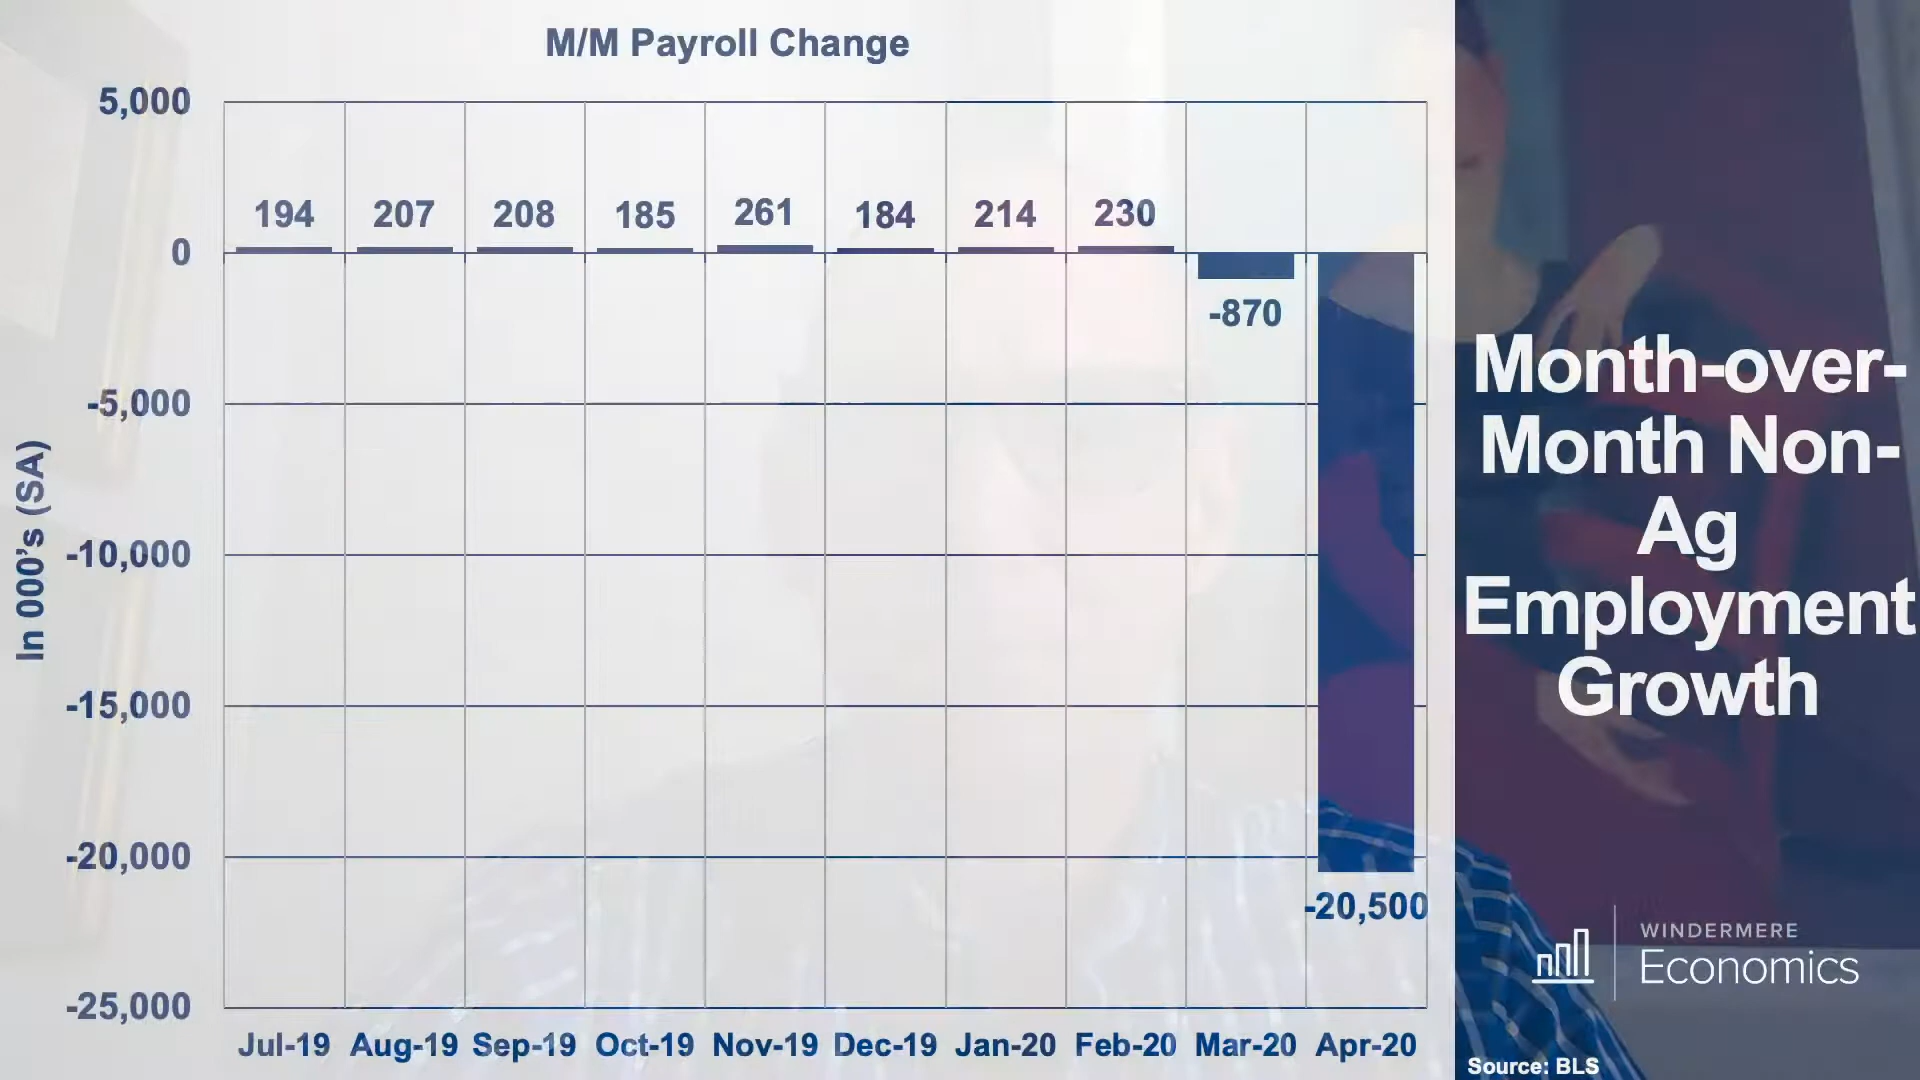 M/M Payroll Change
5,000
0
-5,000
-10,000
-15,000
-20,000
-25,000
In 000's (SA)
194 207 208 185 261 184 214 230
-870
-20,500
Jul-19 Aug-19 Sep-19 Oct-19 Nov-19 Dec-19 Jan-20 Feb-20 Mar-20 Apr-20
Month-over-
Month Non-
Ag
Employment
Growth
WINDERMERE
Economics
Source: BLS